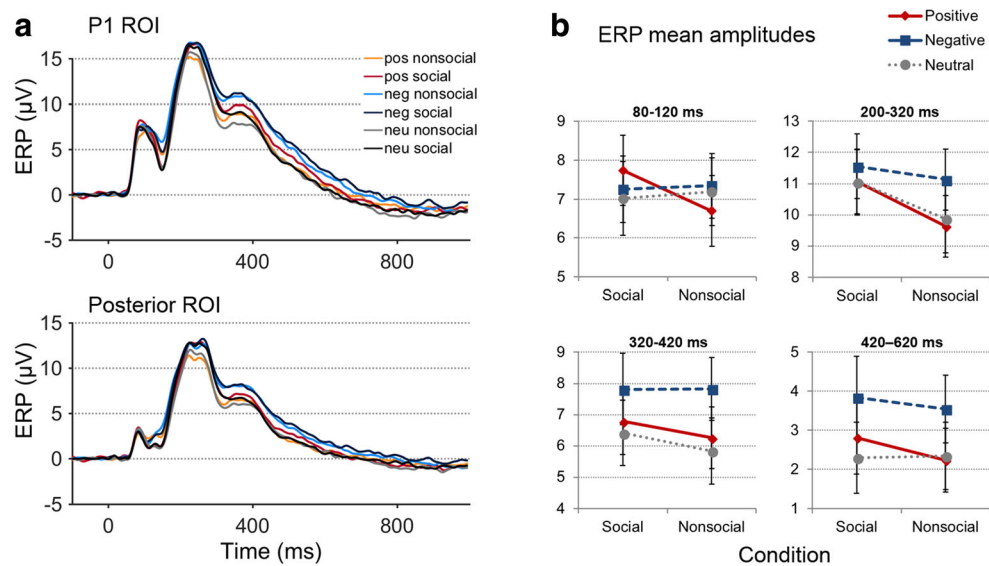 a
P1 ROI
ERP (µV)
15
10
5
0
-5
0
400
800
pos nonsocial
pos social
neg nonsocial
neg social
neu nonsocial
neu social
Posterior ROI
ERP (µV)
15
10
5
0
-5
0
400
800
Time (ms)
b
ERP mean amplitudes
Positive
Negative
Neutral
80-120 ms
9
8
7
6
5
Social
Nonsocial
200-320 ms
13
12
11
10
9
8
Social
Nonsocial
320-420 ms
9
8
7
6
5
4
Social
Nonsocial
420–620 ms
5
4
3
2
1
Social
Nonsocial
Condition